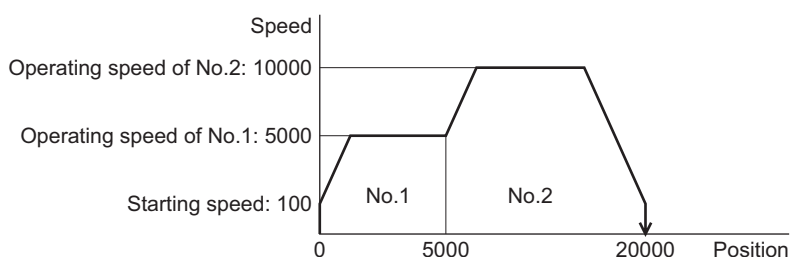 Speed
Operating speed of No.2: 10000
Operating speed of No.1: 5000
Starting speed: 100
No.1
No.2
0
5000
20000
Position